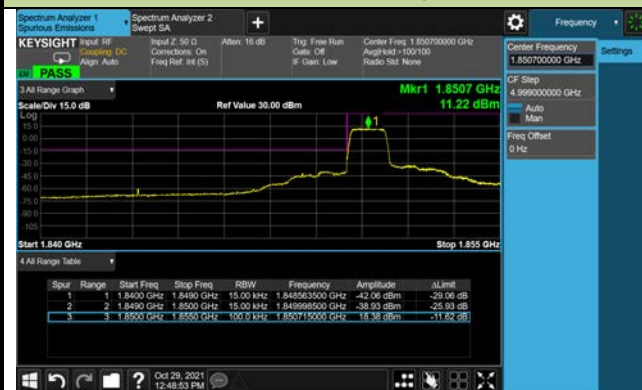 Spectrum Analyzer 1
Spurious Emissions
Spectrum Analyzer 2
Swept SA
+
Frequency
KEYSIGHT
Input: RF
Coupling: DC
Align: Auto
Input Z: 50 Ω
Corrections: On
Freq Ref: Int (S)
Atten: 16 dB
Trig: Free Run
Gate: Off
IF Gain: Low
Center Freq: 1.850700000 GHz
Avg|Hold:>100/100
Radio Std: None
PASS
Center Frequency
1.850700000 GHz
Settings
CF Step
4.999000000 GHz
Auto
Man
Freq Offset
0 Hz
3 All Range Graph
Mkr1 1.8507 GHz
11.22 dBm
Scale/Div 15.0 dB
Ref Value 30.00 dBm
Log
15.0
0.00
-15.0
-30.0
-45.0
-60.0
-75.0
-90.0
-105
1
Start 1.840 GHz
Stop 1.855 GHz
4 All Range Table
Spur Range Start Freq Stop Freq RBW Frequency Amplitude ΔLimit
1 1 1.8400 GHz 1.8490 GHz 15.00 kHz 1.848563500 GHz -42.06 dBm -29.06 dB
2 2 1.8490 GHz 1.8500 GHz 15.00 kHz 1.849998500 GHz -38.93 dBm -25.93 dB
3 3 1.8500 GHz 1.8550 GHz 100.0 kHz 1.850715000 GHz 18.38 dBm -11.62 dB
?
Oct 29, 2021
12:48:53 PM